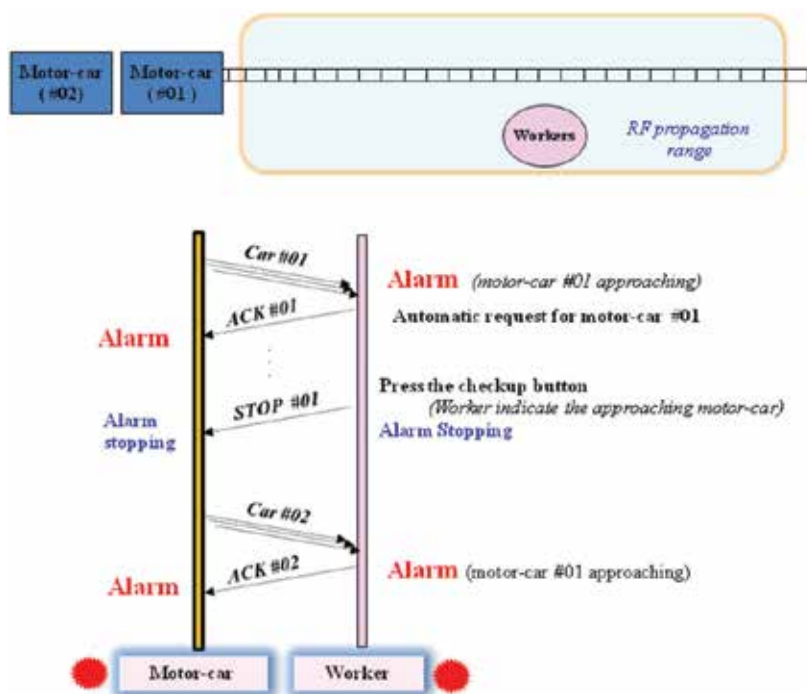 Motor-car
(#02)
Motor-car
(#01)
Workers
RF propagation
range
Car #01
Alarm (motor-car #01 approaching)
ACK #01
Automatic request for motor-car #01
Alarm
Press the checkup button
STOP #01
(Worker indicate the approaching motor-car)
Alarm
stopping
Alarm Stopping
Car #02
ACK #02
Alarm (motor-car #01 approaching)
Alarm
Motor-car
Worker